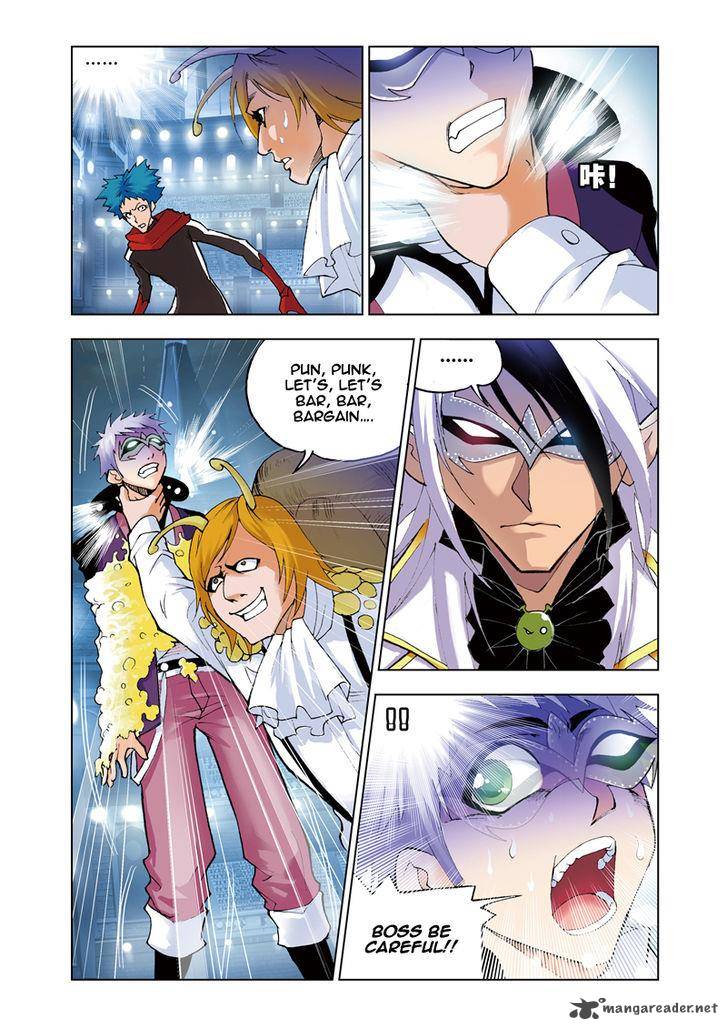 ......
咔!
PUN, PUNK,
LET'S, LET'S
BAR, BAR,
BARGAIN....
......
!!
BOSS BE
CAREFUL!!
mangareader.net